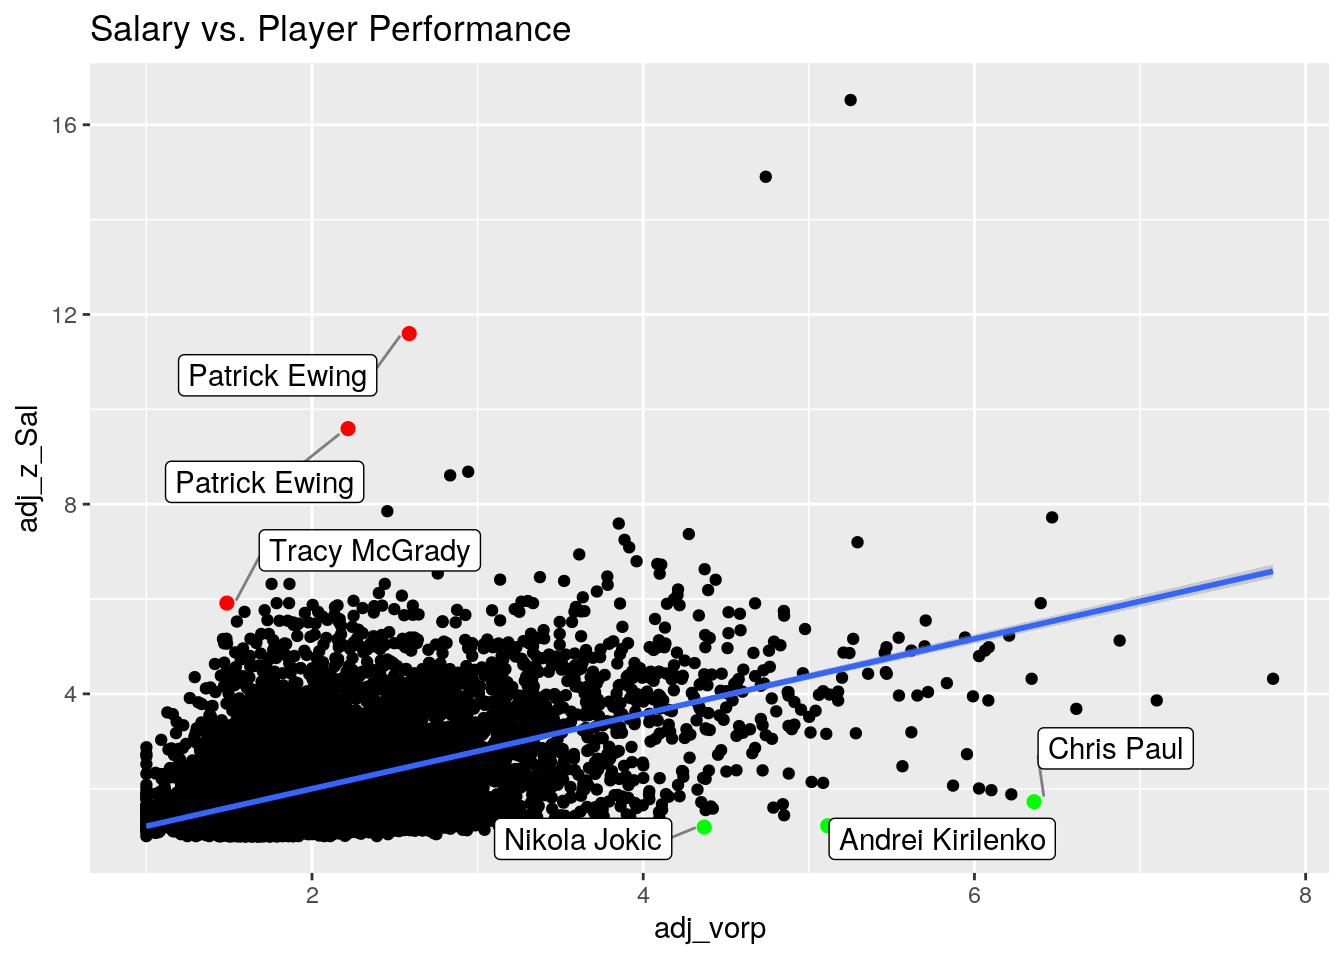 Salary vs. Player Performance
16
12
8
4
adj_z_Sal
Patrick Ewing
Patrick Ewing
Tracy McGrady
Chris Paul
Nikola Jokic
Andrei Kirilenko
2
4
6
8
adj_vorp